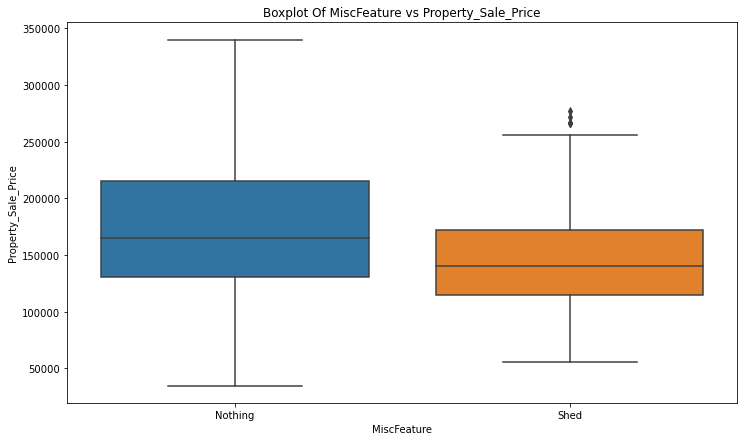 Boxplot Of MiscFeature vs Property_Sale_Price
350000
300000
250000
200000
150000
100000
50000
Property_Sale_Price
Nothing
Shed
MiscFeature